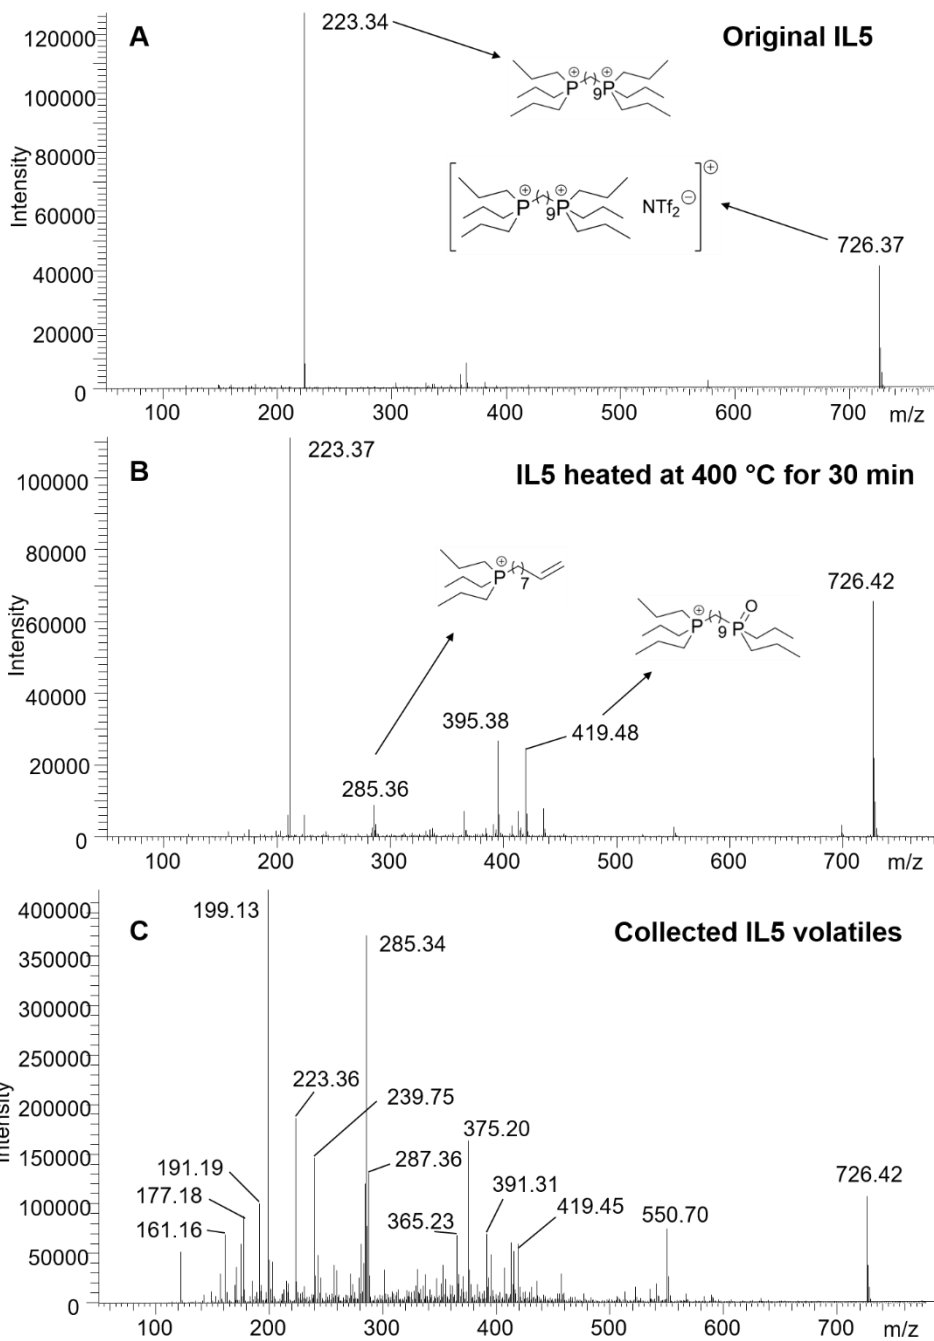 A
Original IL5
223.34
120000
100000
80000
60000
40000
20000
0
Intensity
P⊕ 9 P⊕
[P⊕ 9 P⊕ NTf2⊖]⊕
726.37
100 200 300 400 500 600 700 m/z
B
IL5 heated at 400 °C for 30 min
223.37
100000
80000
60000
40000
20000
0
Intensity
P⊕ 7
P⊕ 9 P O
726.42
395.38
419.48
285.36
100 200 300 400 500 600 700 m/z
C
Collected IL5 volatiles
199.13
285.34
400000
350000
300000
250000
200000
150000
100000
50000
0
Intensity
223.36
239.75
375.20
287.36
191.19
177.18
161.16
391.31
365.23
419.45
550.70
726.42
100 200 300 400 500 600 700 m/z